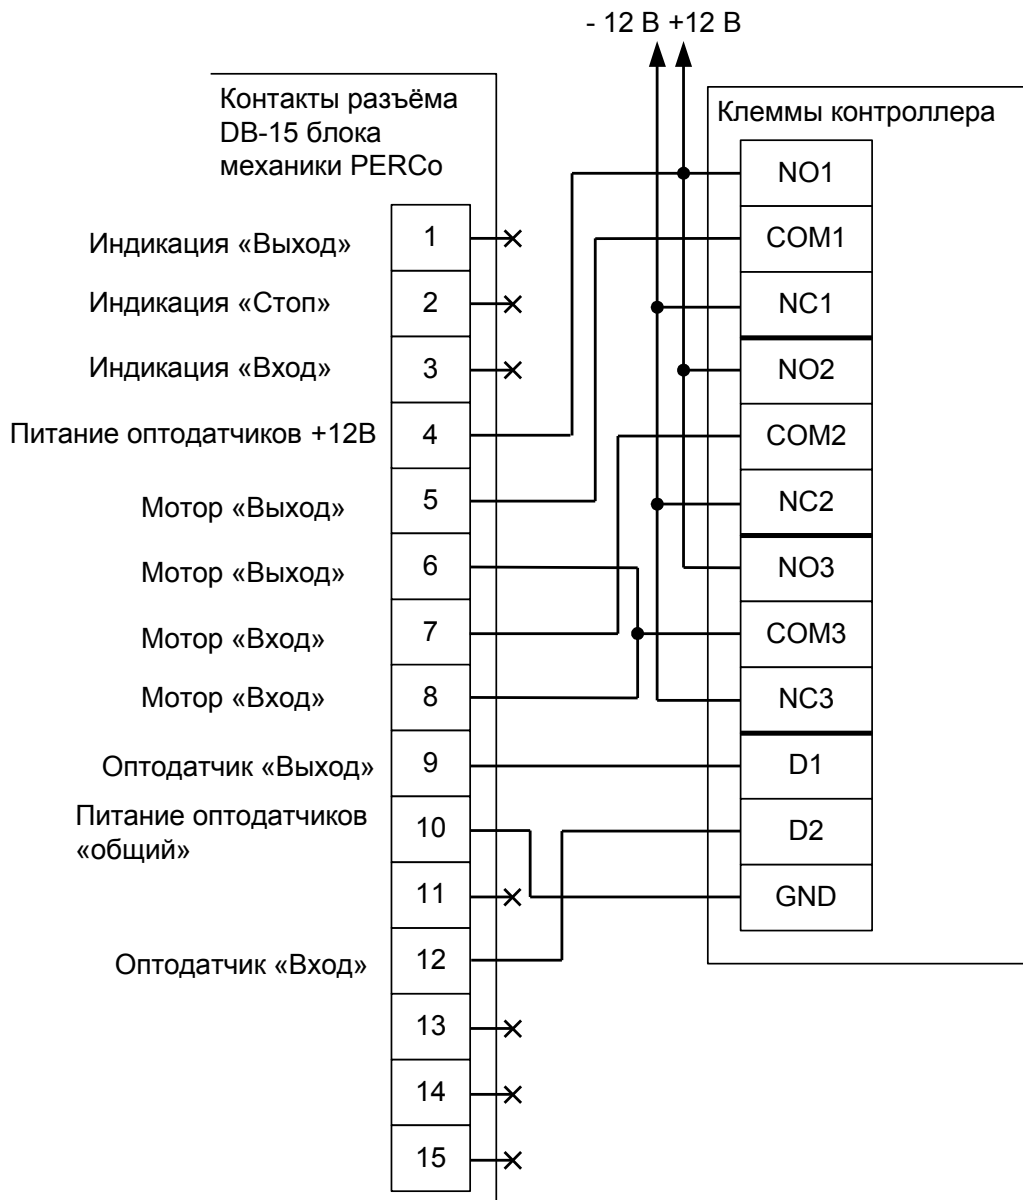 - 12 В +12 В
Контакты разъёма
DB-15 блока
механики PERCo
Клеммы контроллера
NO1
Индикация «Выход» 1
COM1
Индикация «Стоп» 2
NC1
Индикация «Вход» 3
NO2
Питание оптодатчиков +12В 4
COM2
Мотор «Выход» 5
NC2
Мотор «Выход» 6
NO3
Мотор «Вход» 7
COM3
Мотор «Вход» 8
NC3
Оптодатчик «Выход» 9
D1
Питание оптодатчиков
«общий»
10
D2
11
GND
Оптодатчик «Вход» 12
13
14
15